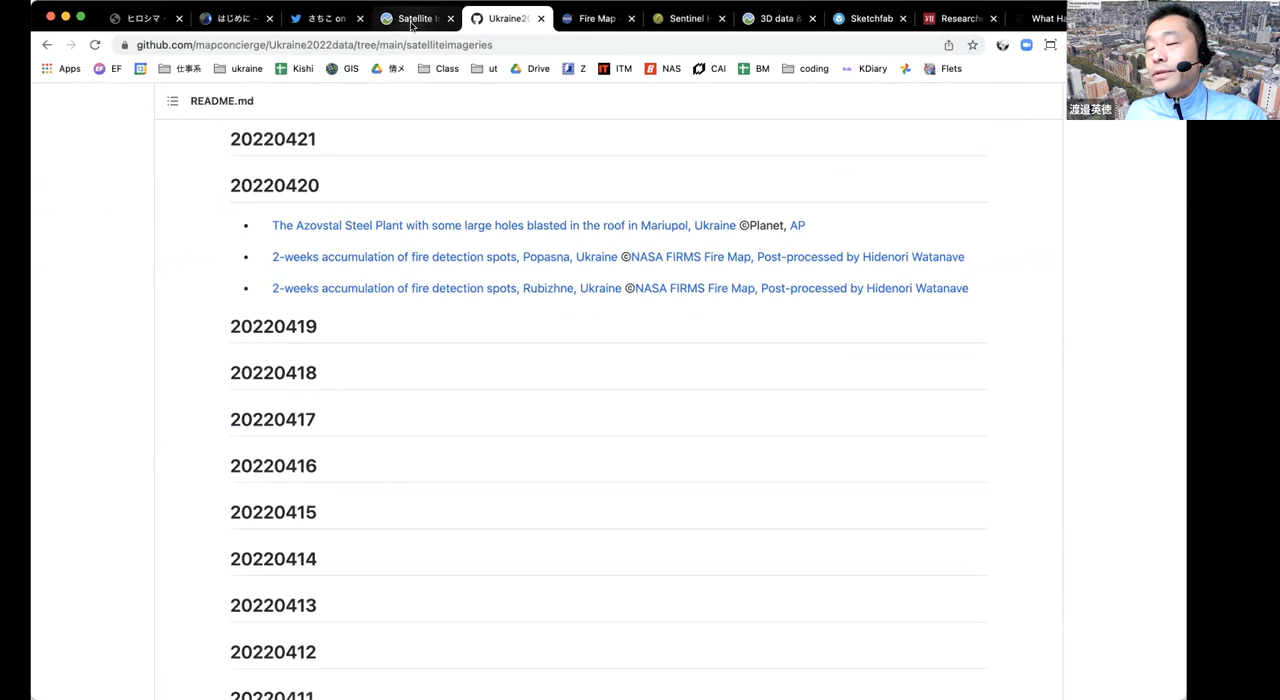 ヒロシマ
はじめに ~
さちこ on
Satellite I
Ukraine20
Fire Map
Sentinel H
3D data &
Sketchfab
Research
What Ha
github.com/mapconcierge/Ukraine2022data/tree/main/satelliteimageries
Apps
EF
仕事系
ukraine
Kishi
GIS
情メ
Class
ut
Drive
Z
ITM
NAS
CAI
BM
coding
KDiary
Flets
渡邉英徳
README.md
20220421
20220420
• The Azovstal Steel Plant with some large holes blasted in the roof in Mariupol, Ukraine ©Planet, AP
• 2-weeks accumulation of fire detection spots, Popasna, Ukraine ©NASA FIRMS Fire Map, Post-processed by Hidenori Watanave
• 2-weeks accumulation of fire detection spots, Rubizhne, Ukraine ©NASA FIRMS Fire Map, Post-processed by Hidenori Watanave
20220419
20220418
20220417
20220416
20220415
20220414
20220413
20220412
20220411